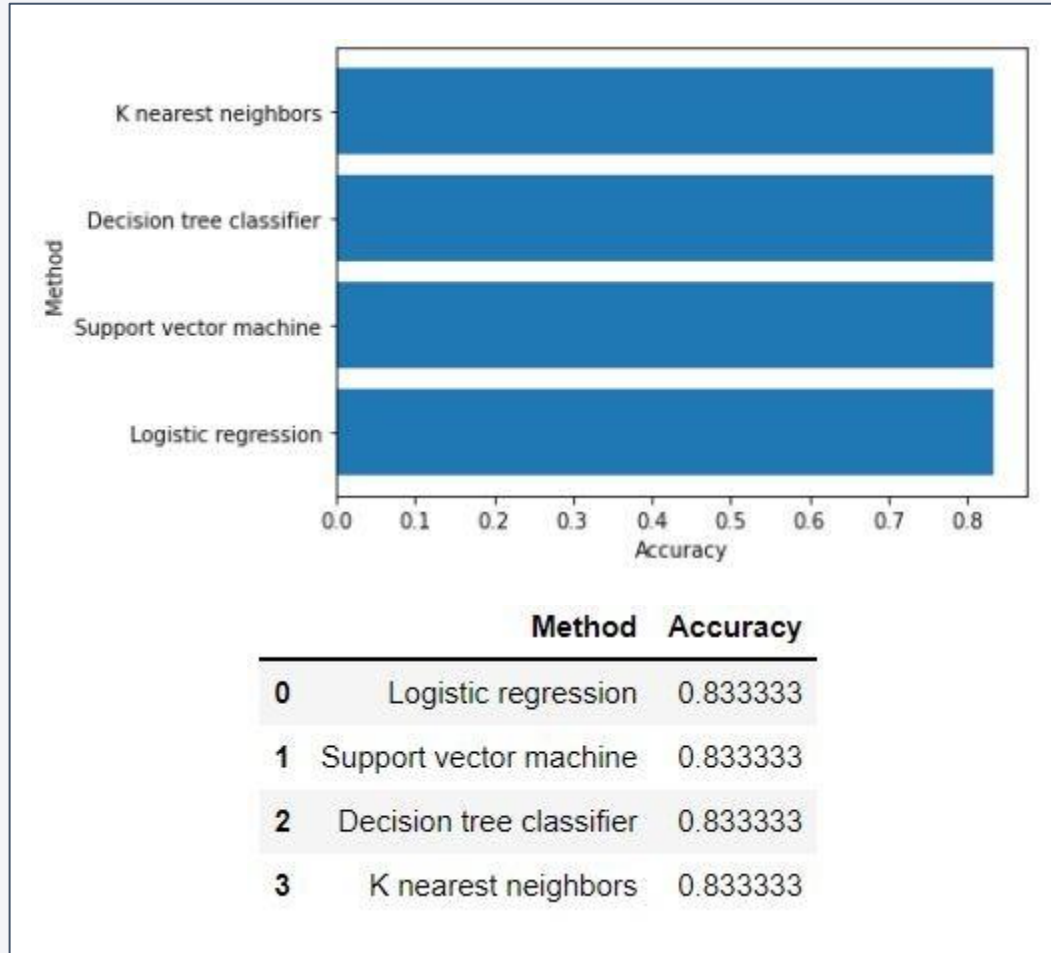 K nearest neighbors
Decision tree classifier
Method
Support vector machine
Logistic regression
0.0 0.1 0.2 0.3 0.4 0.5 0.6 0.7 0.8
Accuracy
Method Accuracy
0 Logistic regression 0.833333
1 Support vector machine 0.833333
2 Decision tree classifier 0.833333
3 K nearest neighbors 0.833333